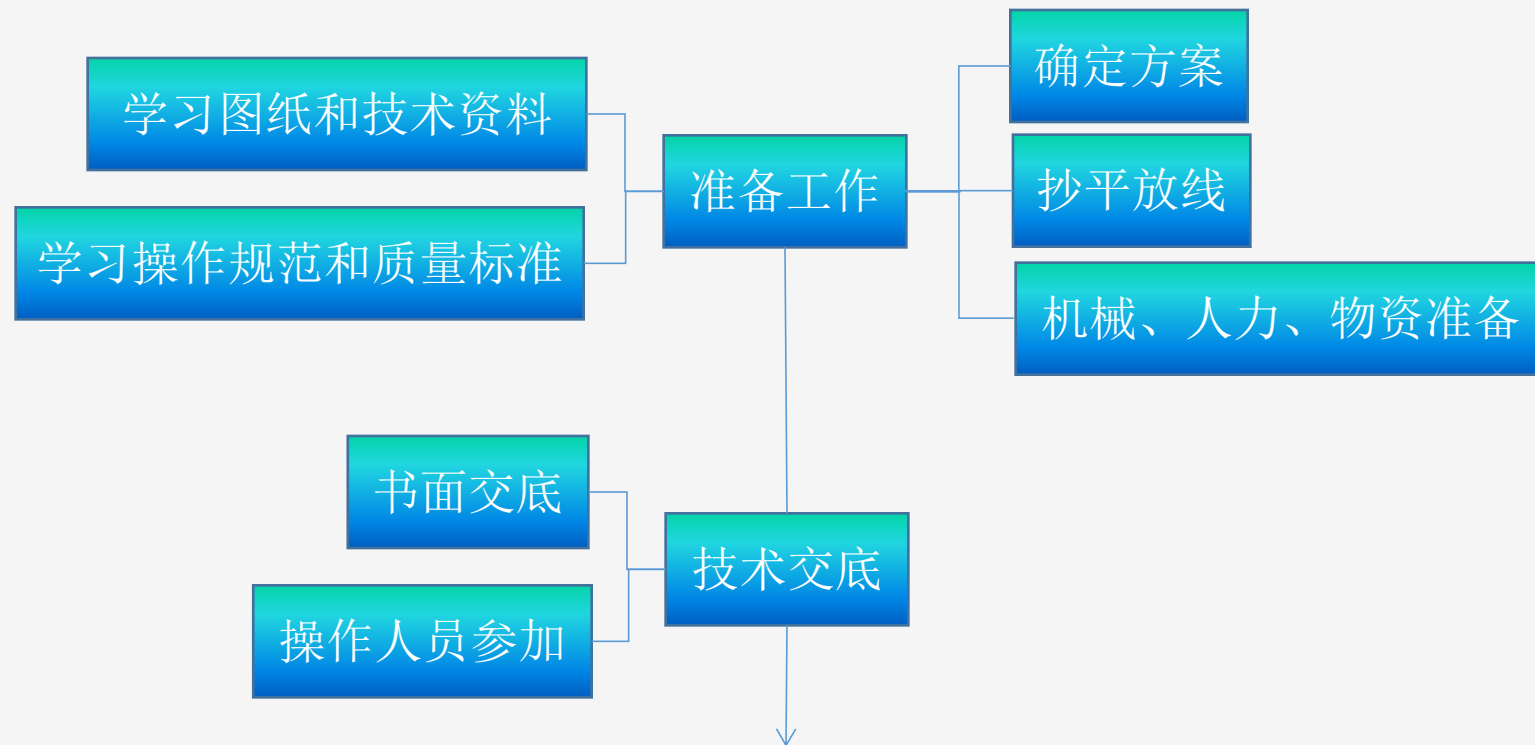 确定方案
学习图纸和技术资料
准备工作
抄平放线
学习操作规范和质量标准
机械、人力、物资准备
书面交底
技术交底
操作人员参加